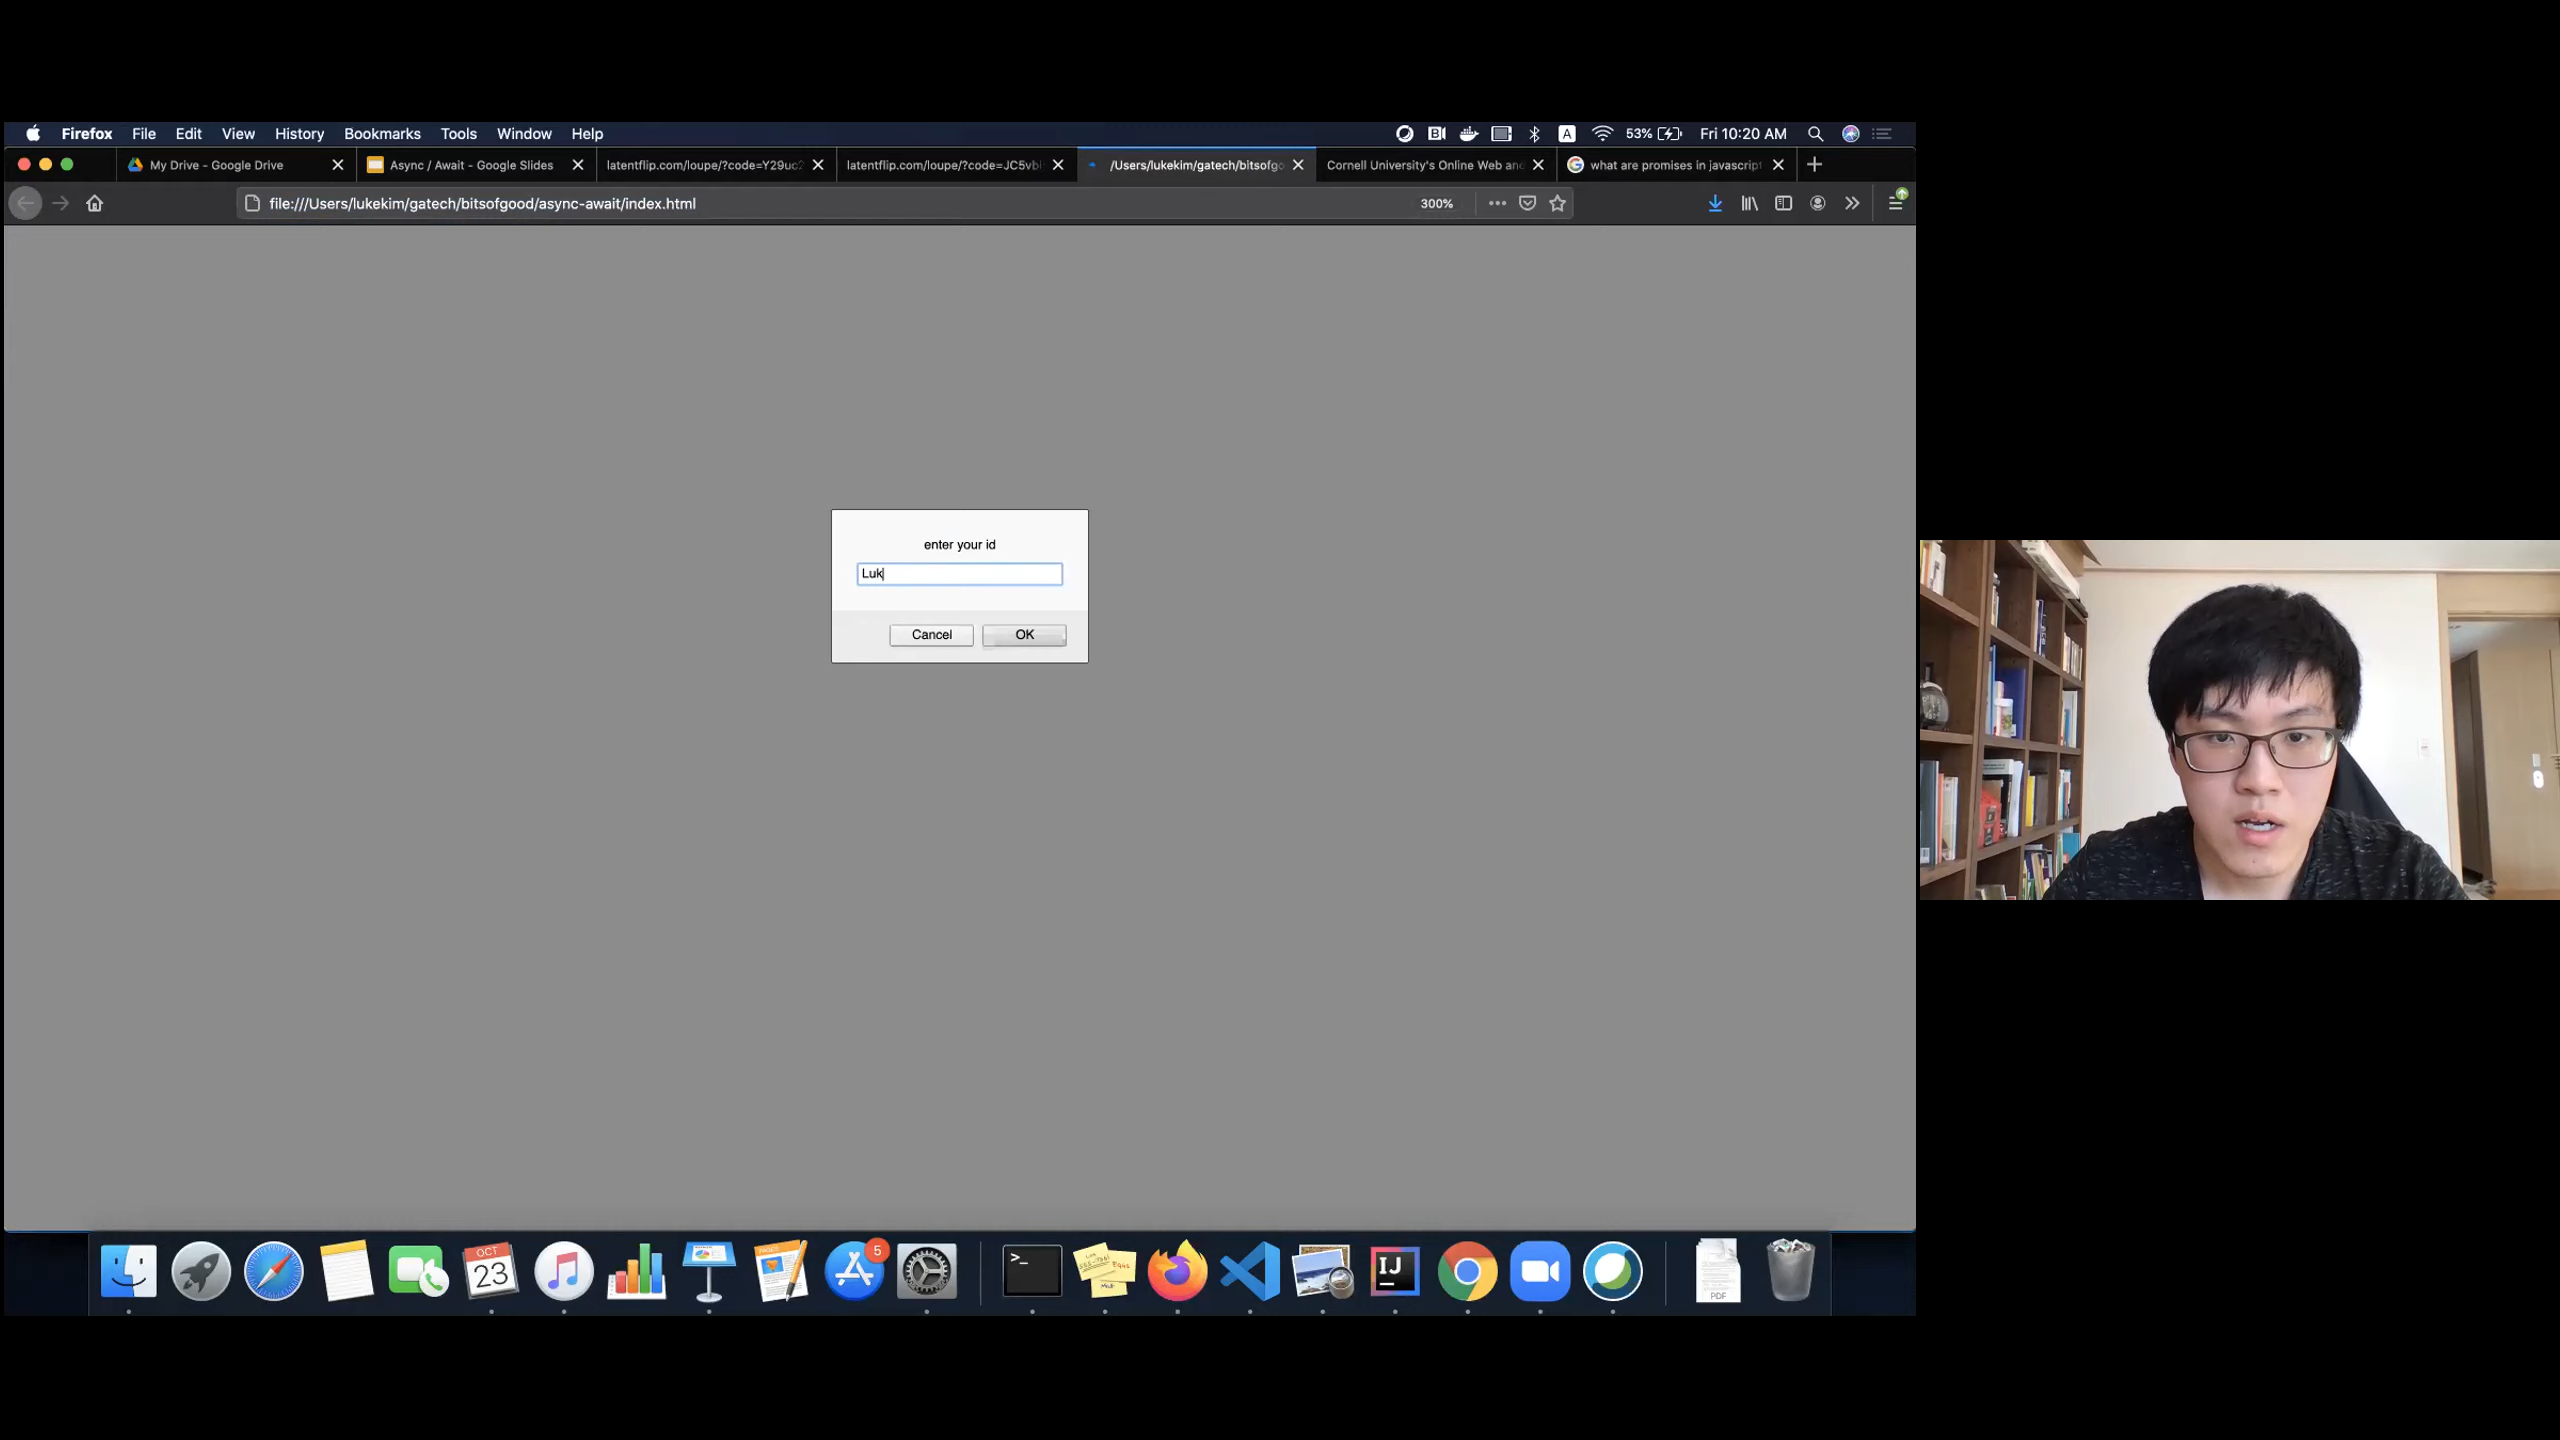 Firefox File Edit View History Bookmarks Tools Window Help A 53% Fri 10:20 AM
My Drive - Google Drive Async / Await - Google Slides latentflip.com/loupe/?code=Y29uc latentflip.com/loupe/?code=JC5vb /Users/lukekim/gatech/bitsofgo Cornell University's Online Web and what are promises in javascript
file:///Users/lukekim/gatech/bitsofgood/async-await/index.html 300%
enter your id
Luk
Cancel OK
OCT
23
PAGES
5
>_
IJ
PDF